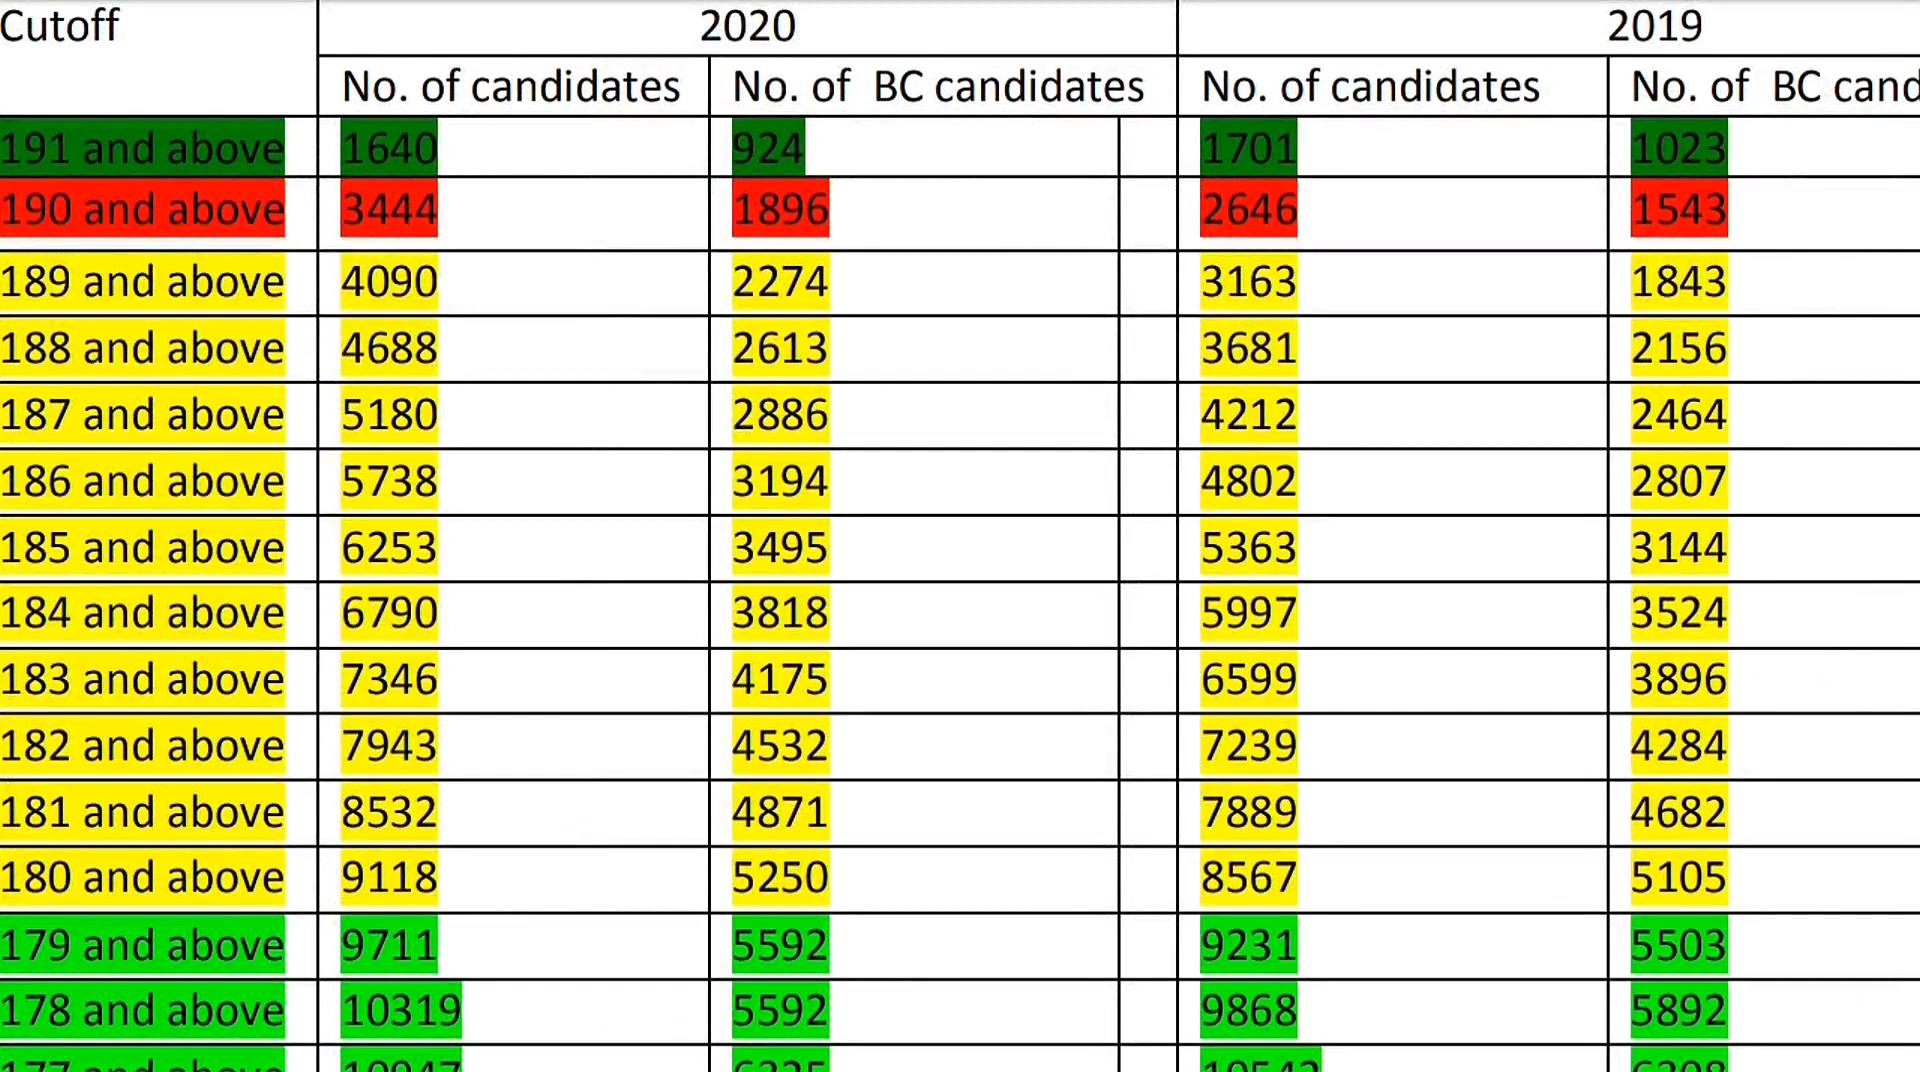 Cutoff 2020 2019
No. of candidates No. of BC candidates No. of candidates No. of BC cand
191 and above 1640 924 1701 1023
190 and above 3444 1896 2646 1543
189 and above 4090 2274 3163 1843
188 and above 4688 2613 3681 2156
187 and above 5180 2886 4212 2464
186 and above 5738 3194 4802 2807
185 and above 6253 3495 5363 3144
184 and above 6790 3818 5997 3524
183 and above 7346 4175 6599 3896
182 and above 7943 4532 7239 4284
181 and above 8532 4871 7889 4682
180 and above 9118 5250 8567 5105
179 and above 9711 5592 9231 5503
178 and above 10319 5592 9868 5892
177 and above 10947